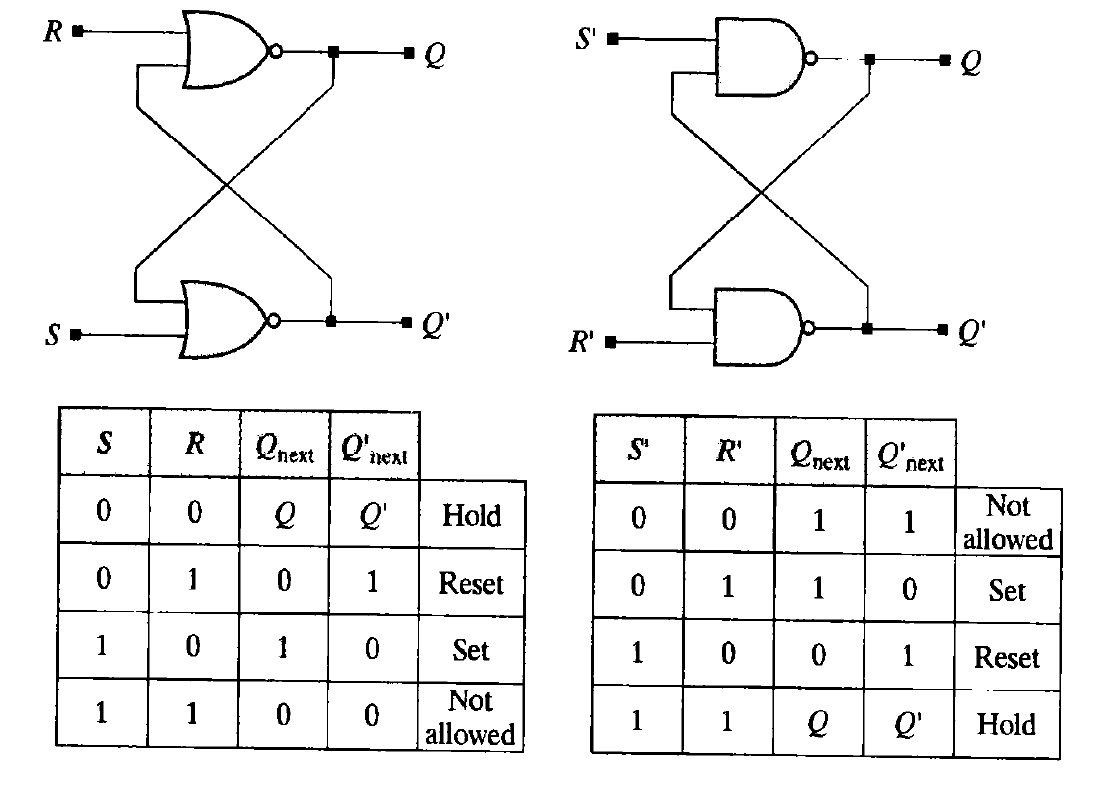 R Q
S Q'
S' Q
R' Q'
S R Qnext Q'next
0 0 Q Q' Hold
0 1 0 1 Reset
1 0 1 0 Set
1 1 0 0 Not allowed
S' R' Qnext Q'next
0 0 1 1 Not allowed
0 1 1 0 Set
1 0 0 1 Reset
1 1 Q Q' Hold